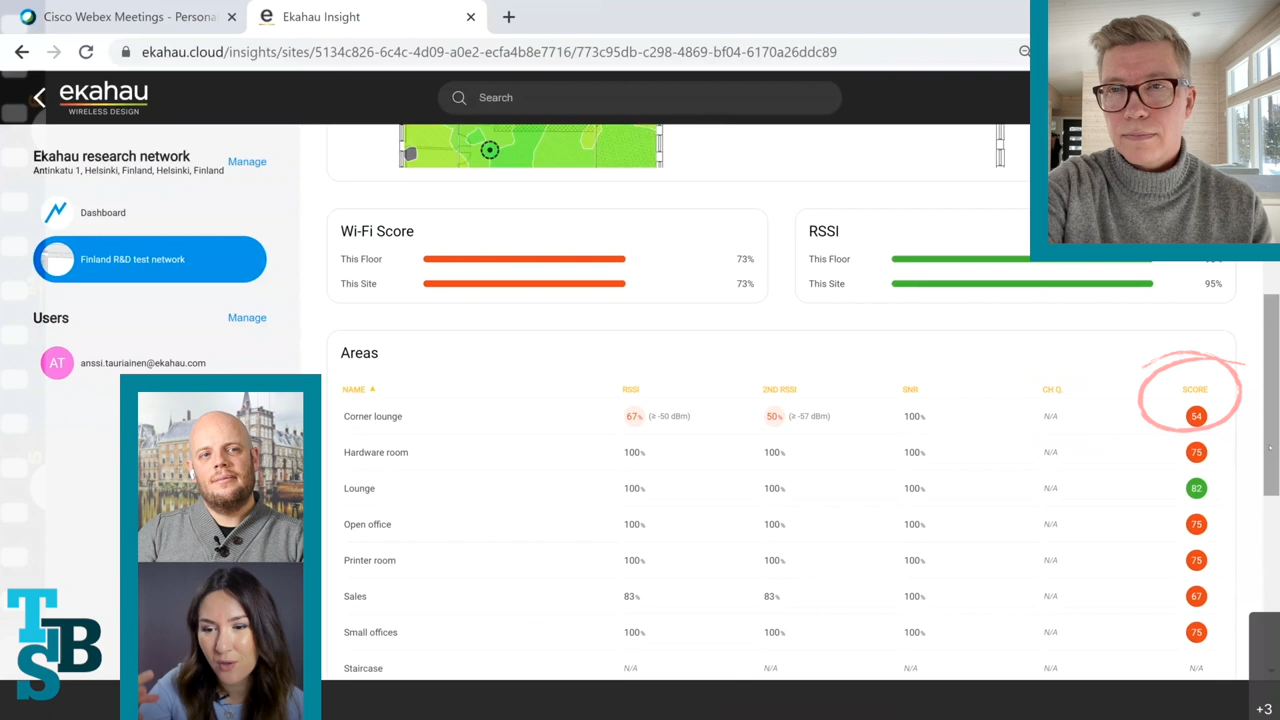 Cisco Webex Meetings - Persona
Ekahau Insight
ekahau.cloud/insights/sites/5134c826-6c4c-4d09-a0e2-ecfa4b8e7716/773c95db-c298-4869-bf04-6170a26ddc89
ekahau
WIRELESS DESIGN
Search
Ekahau research network
Manage
Antinkatu 1, Helsinki, Finland, Helsinki, Finland
Dashboard
Finland R&D test network
Users
Manage
AT
anssi.tauriainen@ekahau.com
Wi-Fi Score
This Floor 73%
This Site 73%
RSSI
This Floor
This Site 95%
Areas
NAME RSSI 2ND RSSI SNR CH Q. SCORE
Corner lounge 67% (≥ -50 dBm) 50% (≥ -57 dBm) 100% N/A 54
Hardware room 100% 100% 100% N/A 75
Lounge 100% 100% 100% N/A 82
Open office 100% 100% 100% N/A 75
Printer room 100% 100% 100% N/A 75
Sales 83% 83% 100% N/A 67
Small offices 100% 100% 100% N/A 75
Staircase N/A N/A N/A N/A N/A
TBS
+3